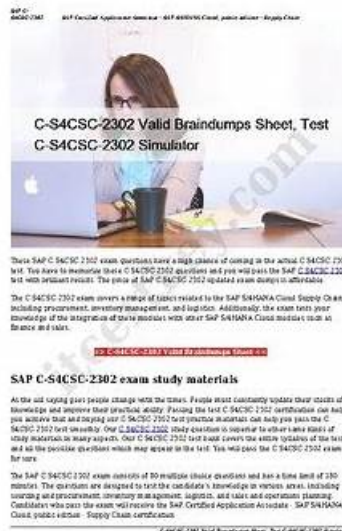 SAP C-
S4CSC-2302 SAP Certified Application Associate - SAP S/4HANA Cloud, public edition - Supply Chain
C-S4CSC-2302 Valid Braindumps Sheet, Test
C-S4CSC-2302 Simulator
These SAP C-S4CSC-2302 exam questions have a high chance of coming in the actual C-S4CSC-2302
test. You have to memorize these C-S4CSC-2302 questions and you will pass the SAP C-S4CSC-2302
test with brilliant results. The price of SAP C-S4CSC-2302 updated exam dumps is affordable.
The C-S4CSC-2302 exam covers a range of topics related to the SAP S/4HANA Cloud Supply Chain,
including procurement, inventory management, and logistics. Additionally, the exam tests your
knowledge of the integration of these modules with other SAP S/4HANA Cloud modules such as
finance and sales.
>> C-S4CSC-2302 Valid Braindumps Sheet <<
SAP C-S4CSC-2302 exam study materials
As the old saying goes people change with the times. People must constantly update their stocks of
knowledge and improve their practical ability. Passing the test C-S4CSC-2302 certification can help
you achieve that and buying our C-S4CSC-2302 test practice materials can help you pass the C-
S4CSC-2302 test smoothly. Our C-S4CSC-2302 study question is superior to other same kinds of
study materials in many aspects. Our C-S4CSC-2302 test bank covers the entire syllabus of the test
and all the possible questions which may appear in the test. You will pass the C-S4CSC-2302 exam
for sure.
The SAP C-S4CSC-2302 exam consists of 80 multiple-choice questions and has a time limit of 180
minutes. The questions are designed to test the candidate's knowledge in various areas, including
sourcing and procurement, inventory management, logistics, and sales and operations planning.
Candidates who pass the exam will receive the SAP Certified Application Associate - SAP S/4HANA
Cloud, public edition - Supply Chain certification.